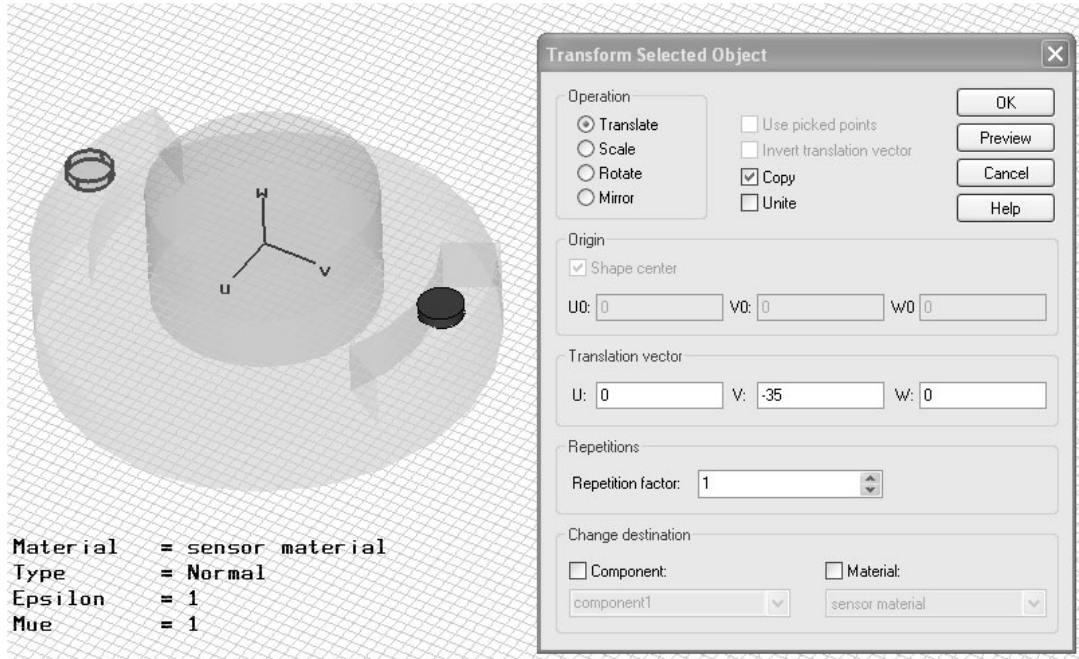 Transform Selected Object
Operation
Translate
Scale
Rotate
Mirror
Use picked points
Invert translation vector
Copy
Unite
OK
Preview
Cancel
Help
Origin
Shape center
U0: 0 V0: 0 W0 0
Translation vector
U: 0 V: -35 W: 0
Repetitions
Repetition factor: 1
Change destination
Component: Material:
component1 sensor material
w
v
u
Material = sensor material
Type = Normal
Epsilon = 1
Mue = 1